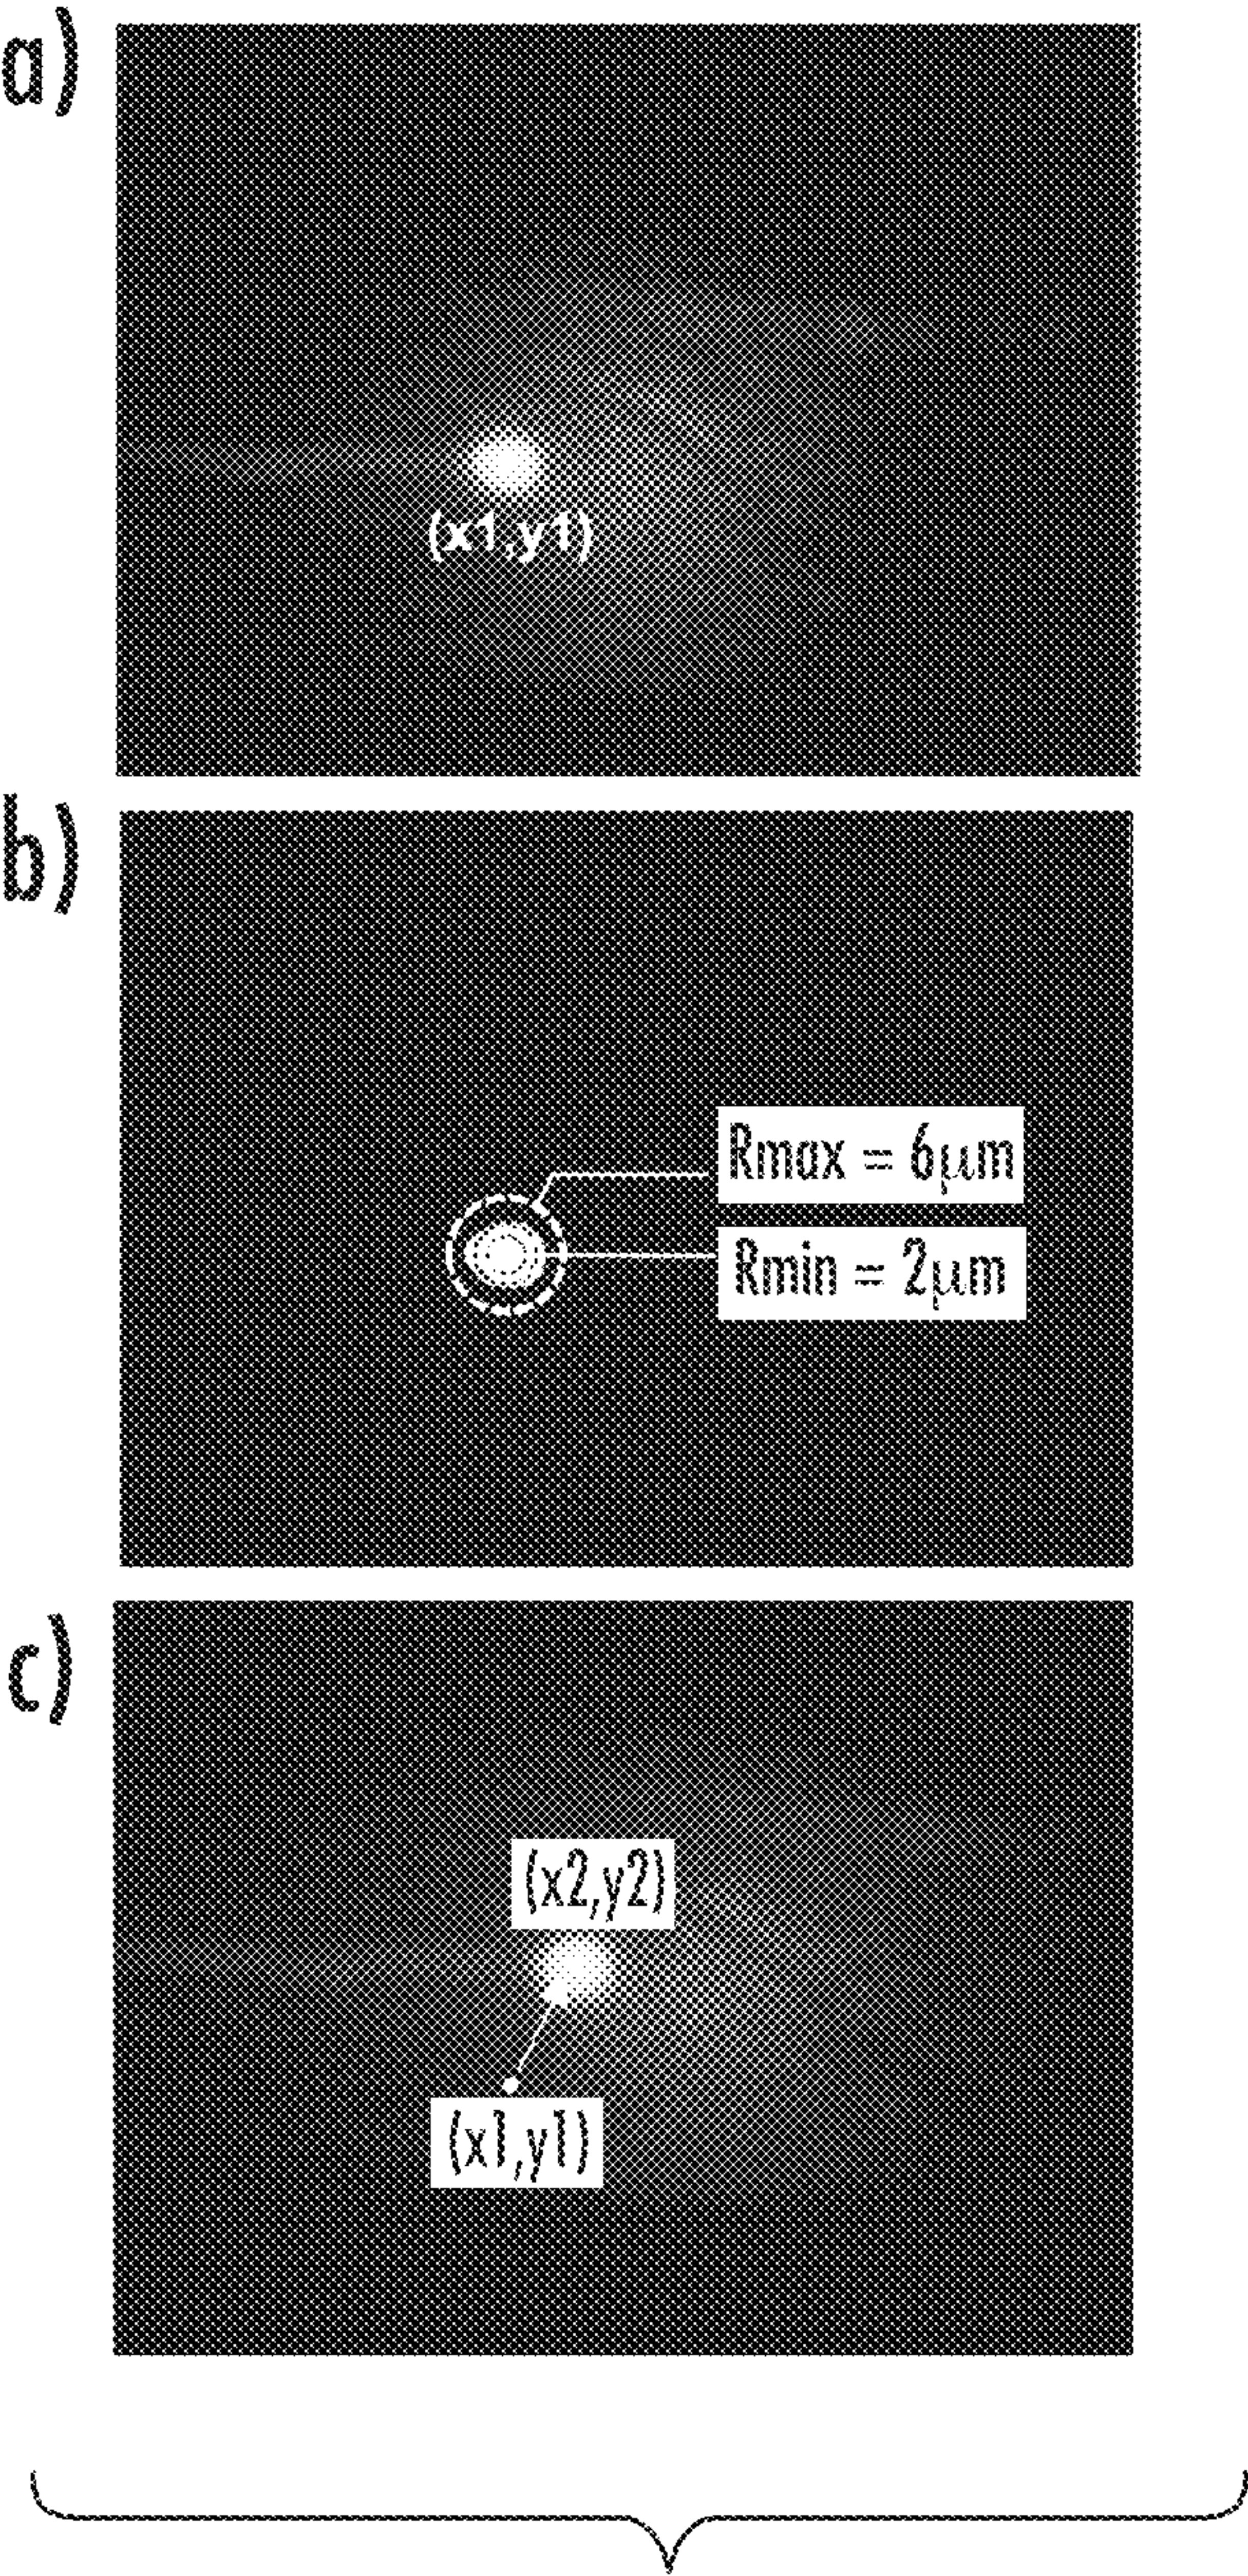 a)
(x1,y1)
b)
Rmax = 6μm
Rmin = 2μm
c)
(x2,y2)
(x1,y1)